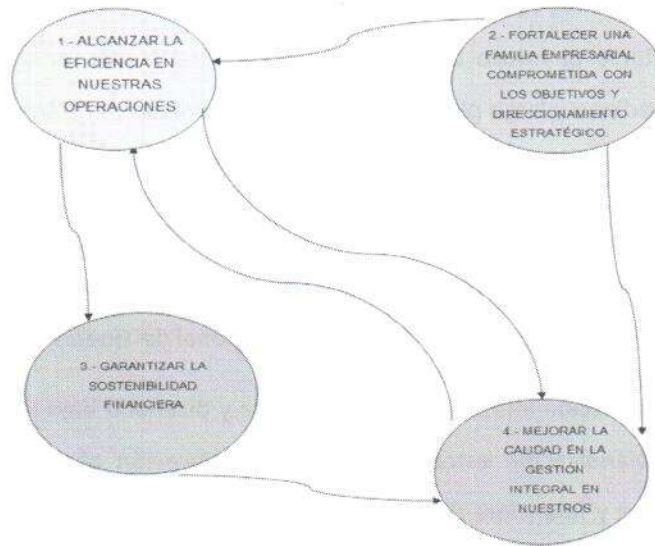 1 - ALCANZAR LA
EFICIENCIA EN
NUESTRAS
OPERACIONES
2 - FORTALECER UNA
FAMILIA EMPRESARIAL
COMPROMETIDA CON
LOS OBJETIVOS Y
DIRECCIONAMIENTO
ESTRATÉGICO
3 - GARANTIZAR LA
SOSTENIBILIDAD
FINANCIERA
4 - MEJORAR LA
CALIDAD EN LA
GESTIÓN
INTEGRAL EN
NUESTROS